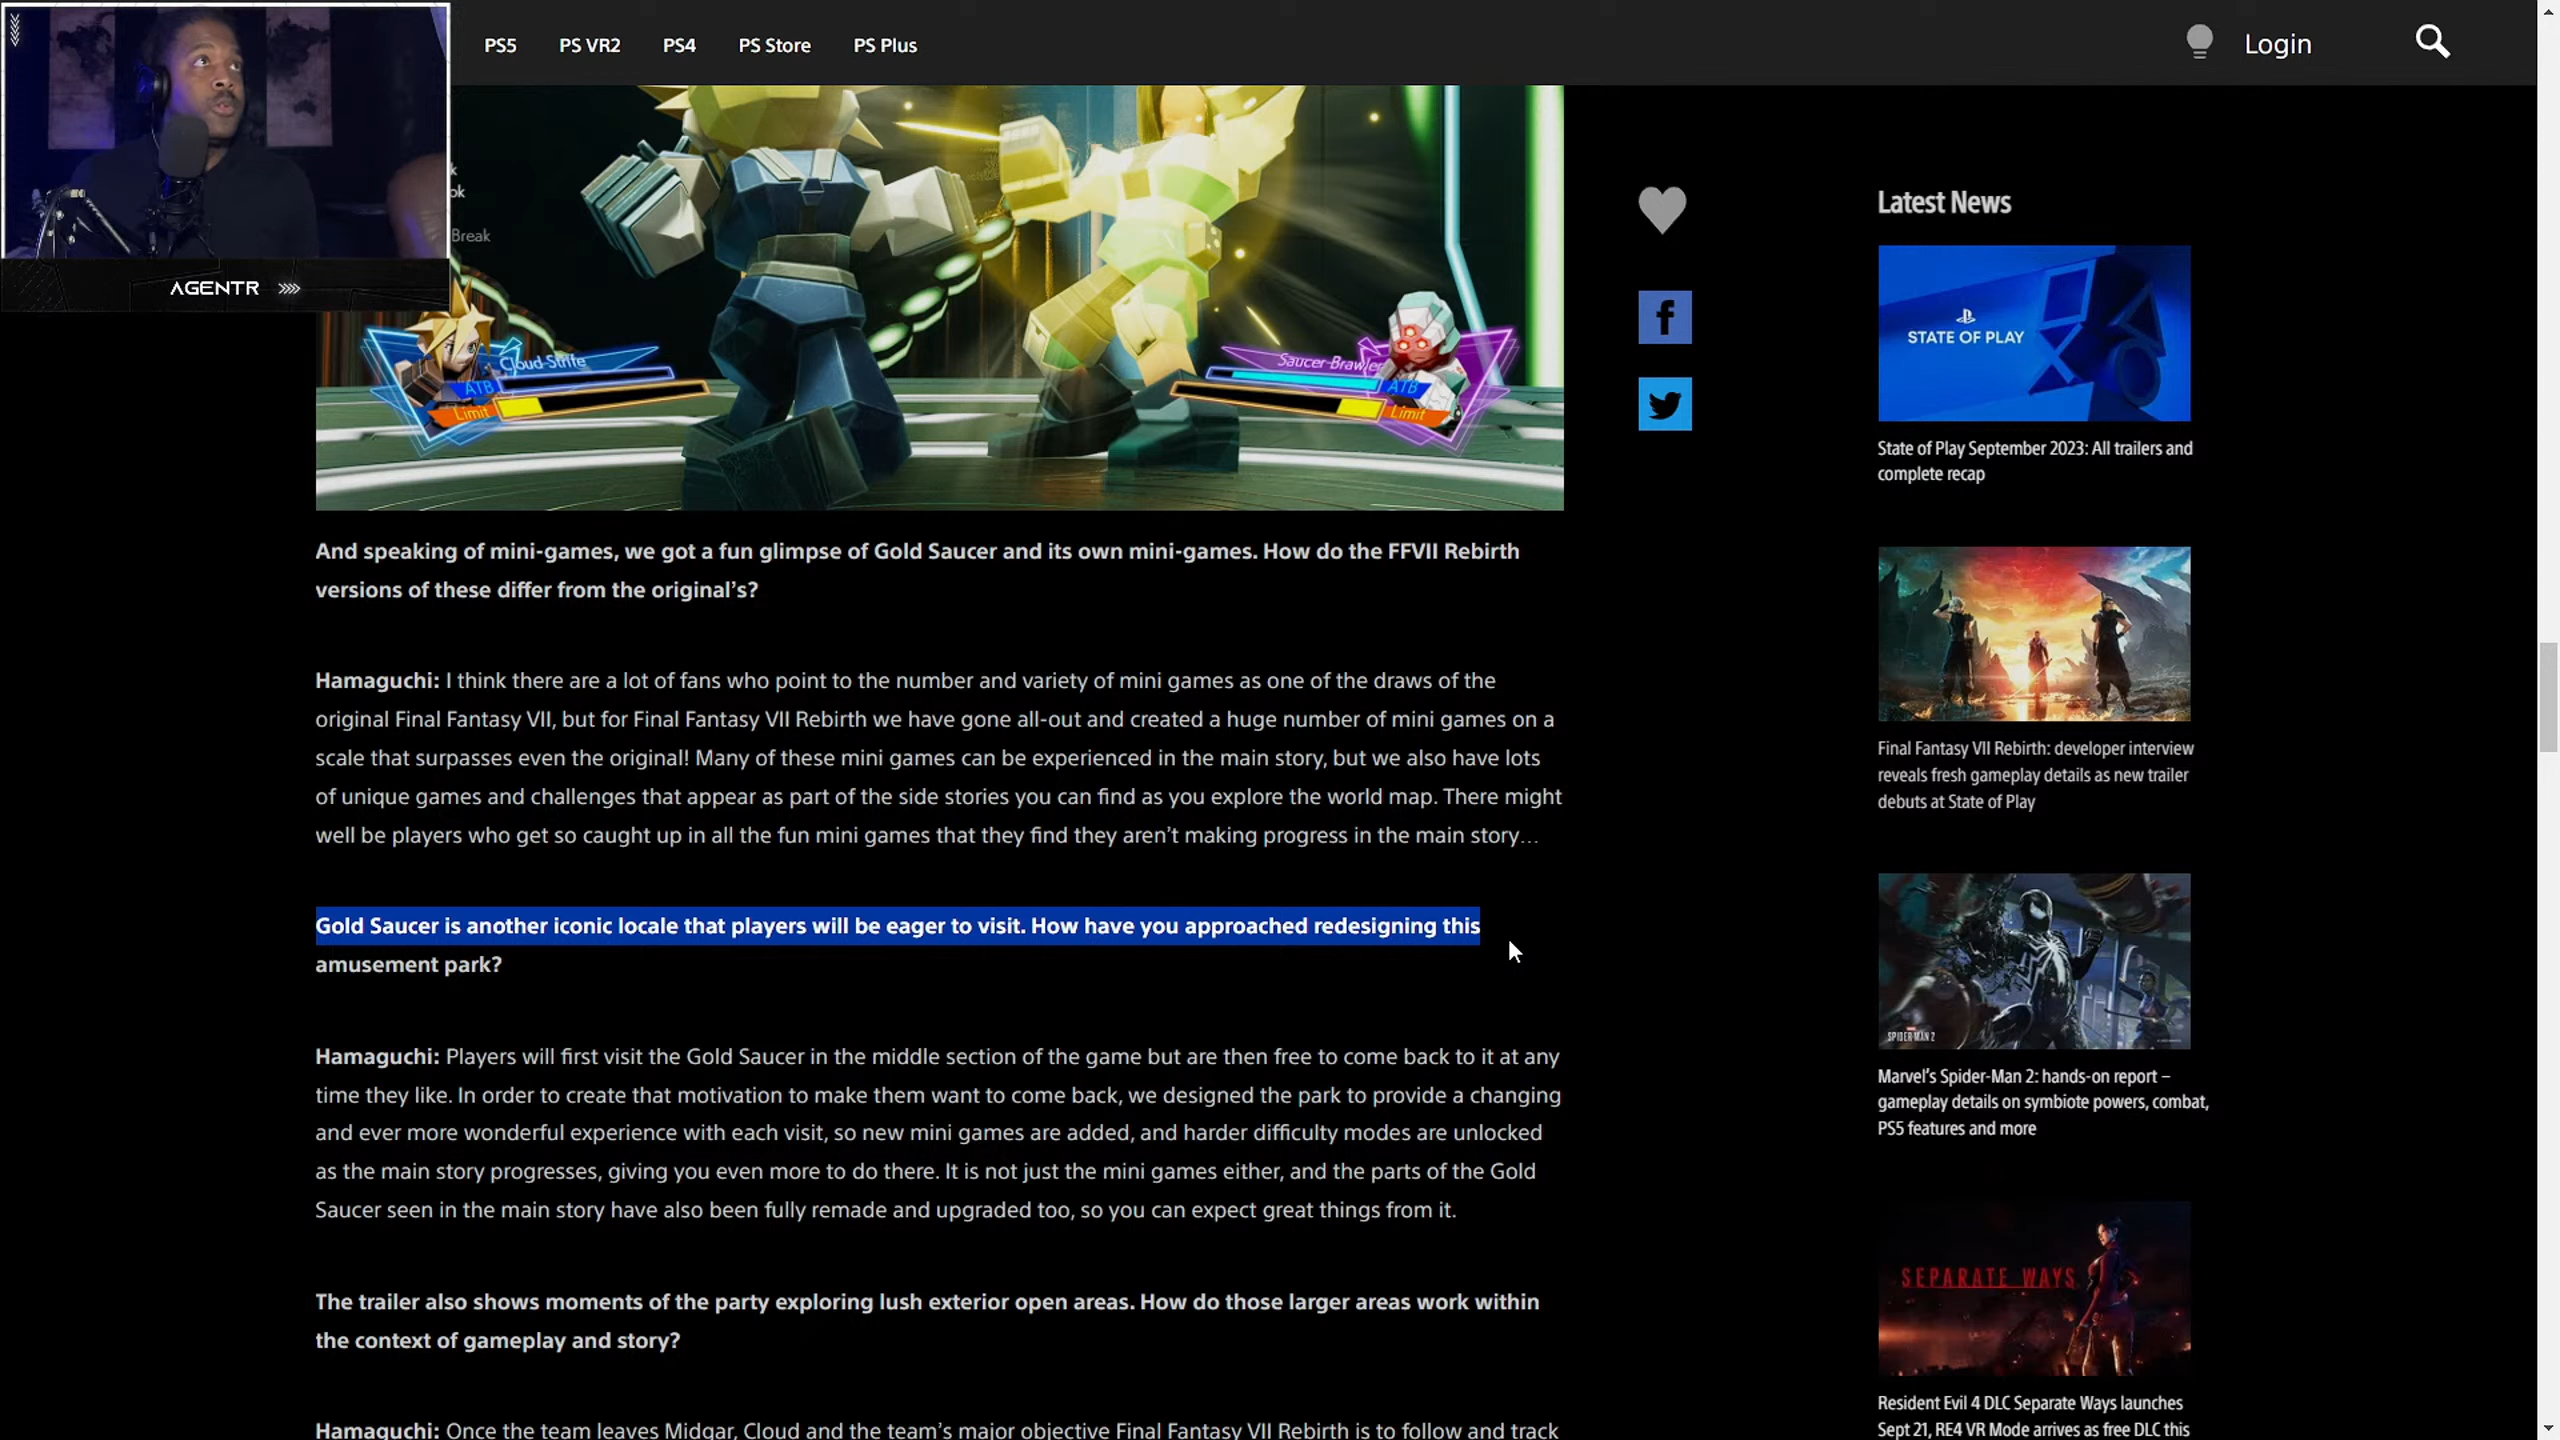 PS5
PS VR2
PS4
PS Store
PS Plus
Login
k
ok
Break
AGENTR
Cloud Strife
ATB
Limit
Saucer Brawler
ATB
Limit
And speaking of mini-games, we got a fun glimpse of Gold Saucer and its own mini-games. How do the FFVII Rebirth
versions of these differ from the original’s?
Hamaguchi: I think there are a lot of fans who point to the number and variety of mini games as one of the draws of the
original Final Fantasy VII, but for Final Fantasy VII Rebirth we have gone all-out and created a huge number of mini games on a
scale that surpasses even the original! Many of these mini games can be experienced in the main story, but we also have lots
of unique games and challenges that appear as part of the side stories you can find as you explore the world map. There might
well be players who get so caught up in all the fun mini games that they find they aren’t making progress in the main story…
Gold Saucer is another iconic locale that players will be eager to visit. How have you approached redesigning this
amusement park?
Hamaguchi: Players will first visit the Gold Saucer in the middle section of the game but are then free to come back to it at any
time they like. In order to create that motivation to make them want to come back, we designed the park to provide a changing
and ever more wonderful experience with each visit, so new mini games are added, and harder difficulty modes are unlocked
as the main story progresses, giving you even more to do there. It is not just the mini games either, and the parts of the Gold
Saucer seen in the main story have also been fully remade and upgraded too, so you can expect great things from it.
The trailer also shows moments of the party exploring lush exterior open areas. How do those larger areas work within
the context of gameplay and story?
Hamaguchi: Once the team leaves Midgar, Cloud and the team’s major objective Final Fantasy VII Rebirth is to follow and track
Latest News
STATE OF PLAY
State of Play September 2023: All trailers and
complete recap
Final Fantasy VII Rebirth: developer interview
reveals fresh gameplay details as new trailer
debuts at State of Play
SPIDER-MAN 2
Marvel’s Spider-Man 2: hands-on report –
gameplay details on symbiote powers, combat,
PS5 features and more
SEPARATE WAYS
Resident Evil 4 DLC Separate Ways launches
Sept 21, RE4 VR Mode arrives as free DLC this